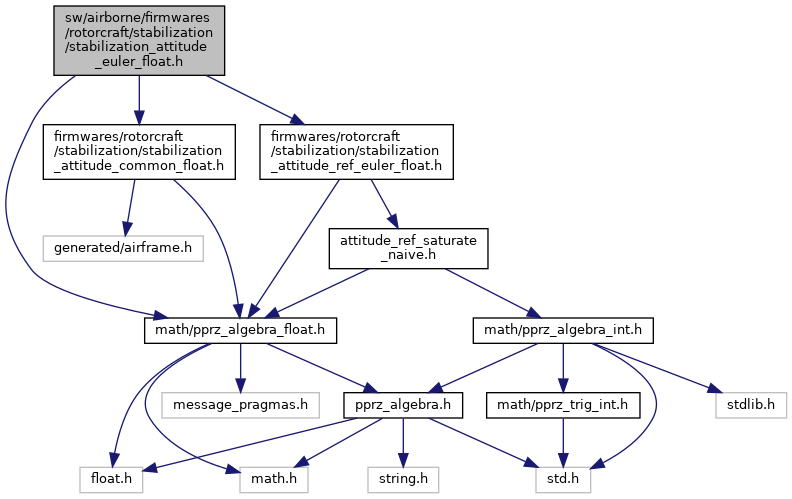 sw/airborne/firmwares
/rotorcraft/stabilization
/stabilization_attitude
_euler_float.h
firmwares/rotorcraft
/stabilization/stabilization
_attitude_common_float.h
firmwares/rotorcraft
/stabilization/stabilization
_attitude_ref_euler_float.h
generated/airframe.h
attitude_ref_saturate
_naive.h
math/pprz_algebra_float.h
math/pprz_algebra_int.h
message_pragmas.h
pprz_algebra.h
math/pprz_trig_int.h
stdlib.h
float.h
math.h
string.h
std.h